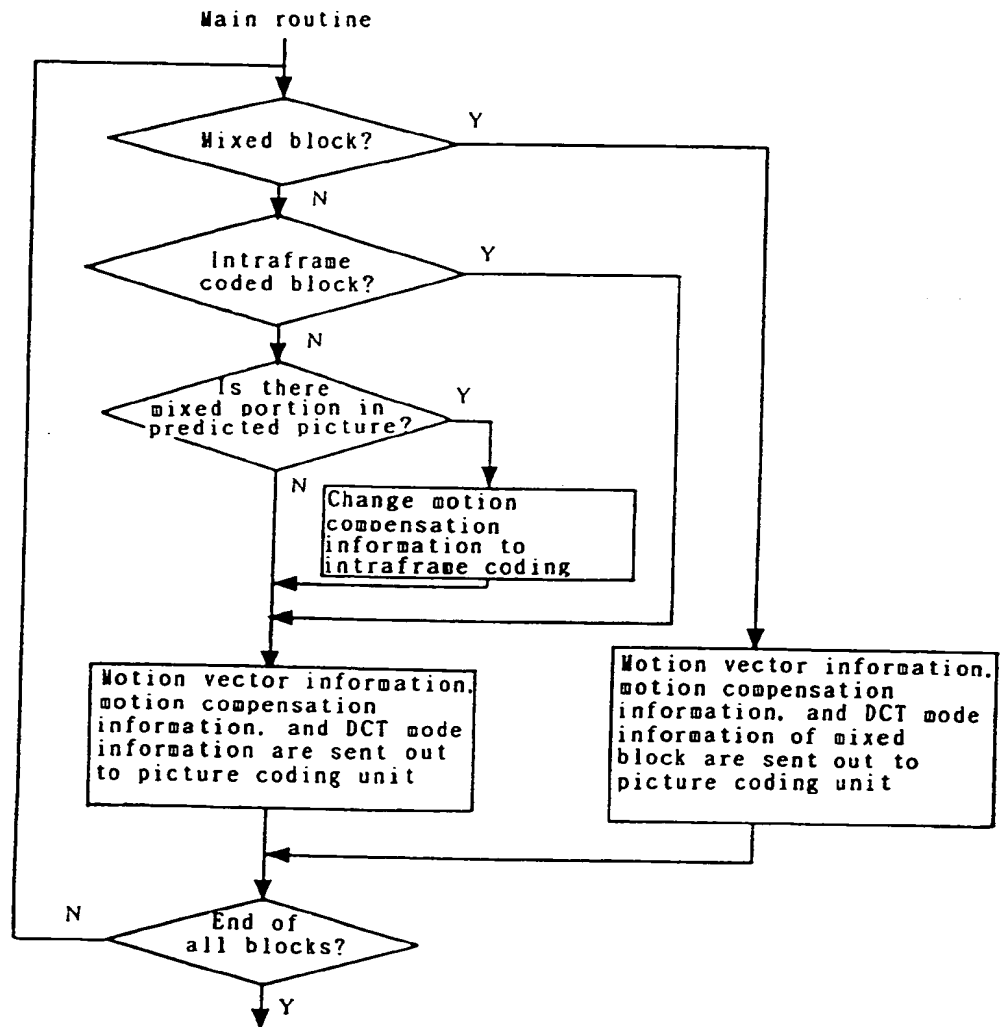 Main routine
Mixed block?
Y
N
Intraframe
coded block?
Y
N
Is there
mixed portion in
predicted picture?
Y
N
Change motion
compensation
information to
intraframe coding
Motion vector information,
motion compensation
information, and DCT mode
information are sent out
to picture coding unit
Motion vector information,
motion compensation
information, and DCT mode
information of mixed
block are sent out to
picture coding unit
N
End of
all blocks?
Y